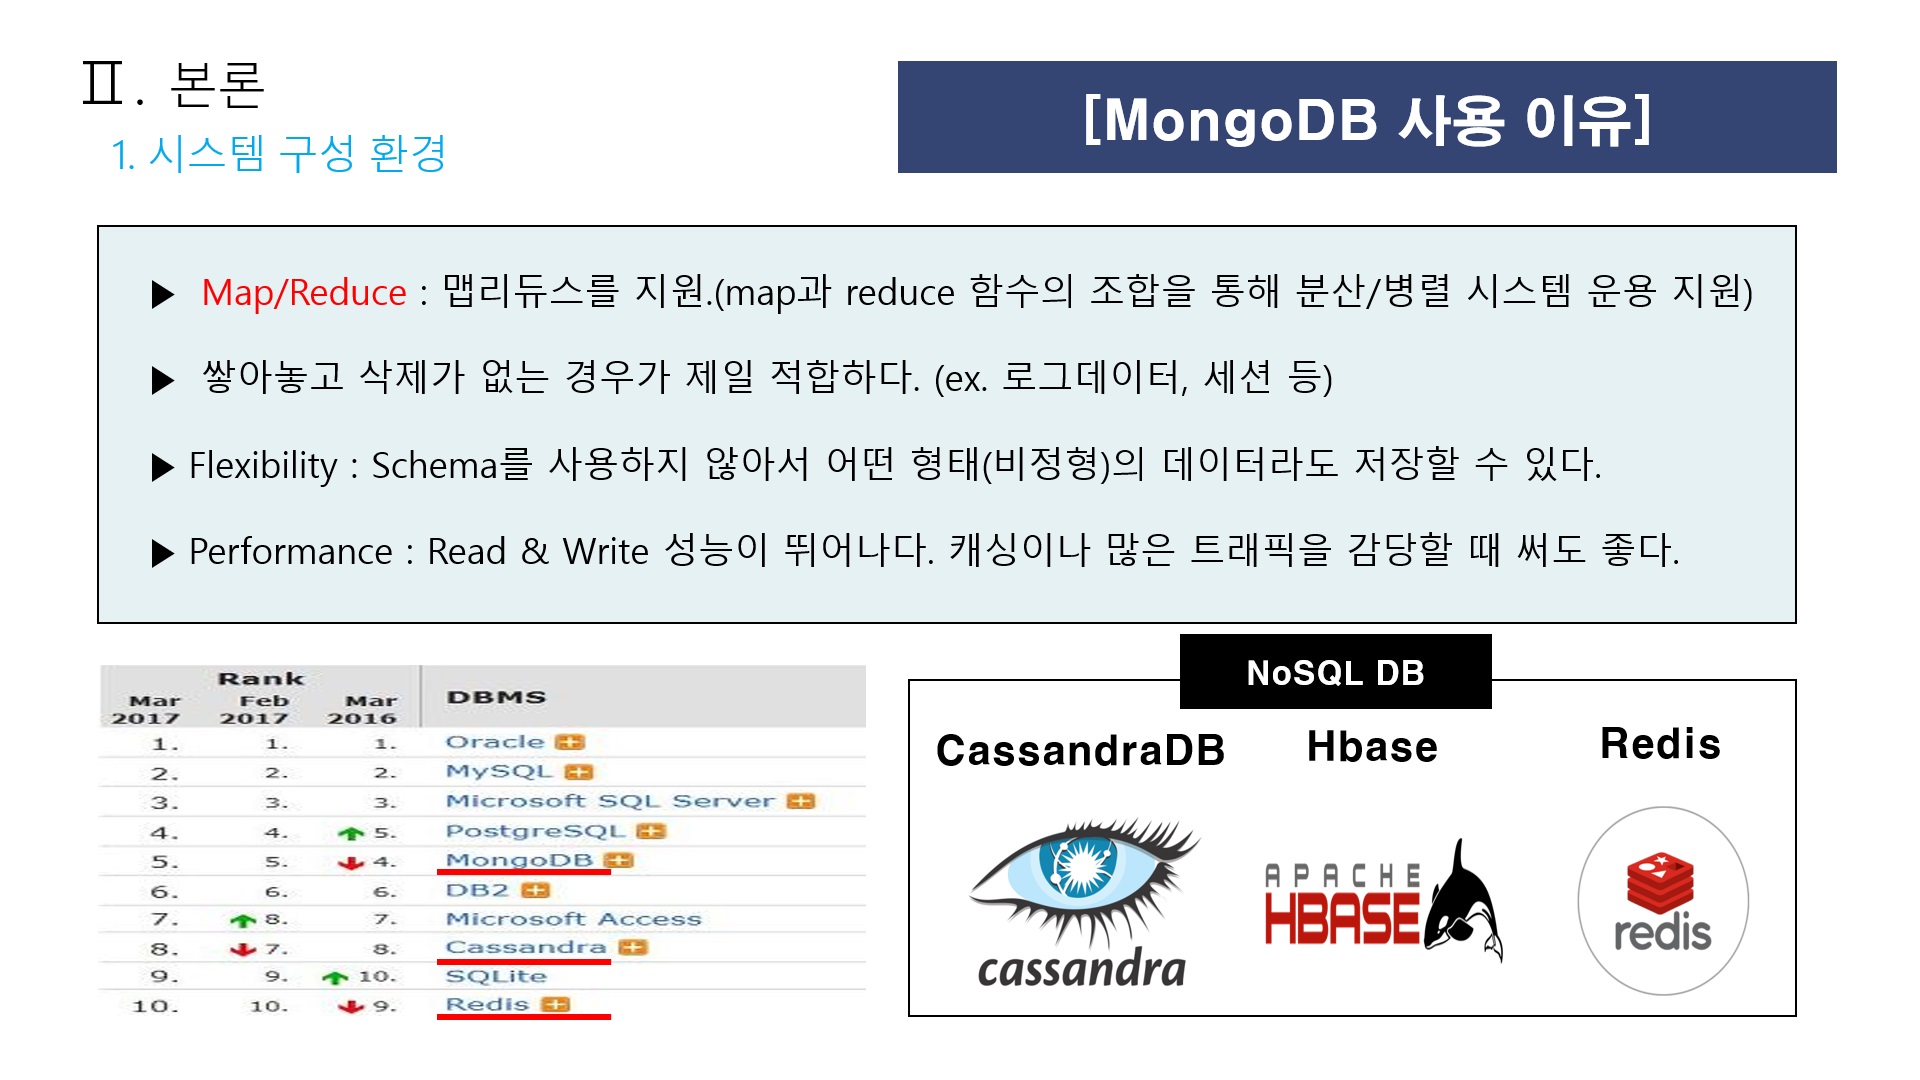 Ⅱ. 본론
1. 시스템 구성 환경
[MongoDB 사용 이유]
▶ Map/Reduce : 맵리듀스를 지원.(map과 reduce 함수의 조합을 통해 분산/병렬 시스템 운용 지원)
▶ 쌓아놓고 삭제가 없는 경우가 제일 적합하다. (ex. 로그데이터, 세션 등)
▶ Flexibility : Schema를 사용하지 않아서 어떤 형태(비정형)의 데이터라도 저장할 수 있다.
▶ Performance : Read & Write 성능이 뛰어나다. 캐싱이나 많은 트래픽을 감당할 때 써도 좋다.
Rank
Mar 2017 Feb 2017 Mar 2016 DBMS
1. 1. 1. Oracle
2. 2. 2. MySQL
3. 3. 3. Microsoft SQL Server
4. 4. 5. PostgreSQL
5. 5. 4. MongoDB
6. 6. 6. DB2
7. 8. 7. Microsoft Access
8. 7. 8. Cassandra
9. 9. 10. SQLite
10. 10. 9. Redis
NoSQL DB
CassandraDB Hbase Redis
cassandra
APACHE
HBASE
redis